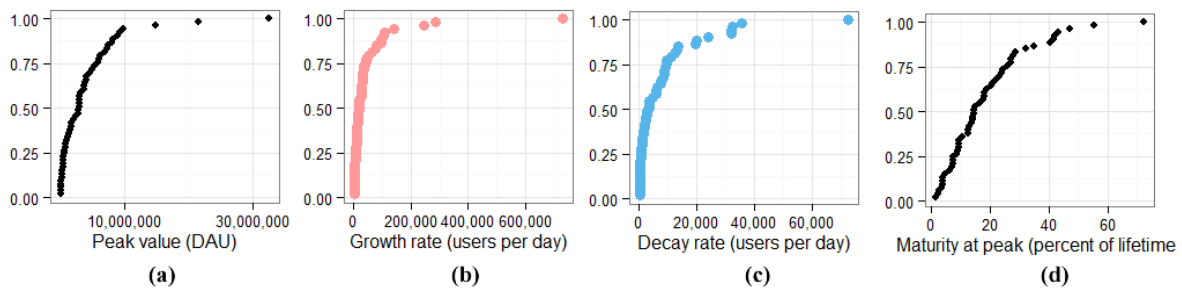 1.00
0.75
0.50
0.25
0.00
10,000,000 30,000,000
Peak value (DAU)
(a)
1.00
0.75
0.50
0.25
0.00
0 200,000 400,000 600,000
Growth rate (users per day)
(b)
1.00
0.75
0.50
0.25
0.00
0 20,000 40,000 60,000
Decay rate (users per day)
(c)
1.00
0.75
0.50
0.25
0.00
0 20 40 60
Maturity at peak (percent of lifetime
(d)